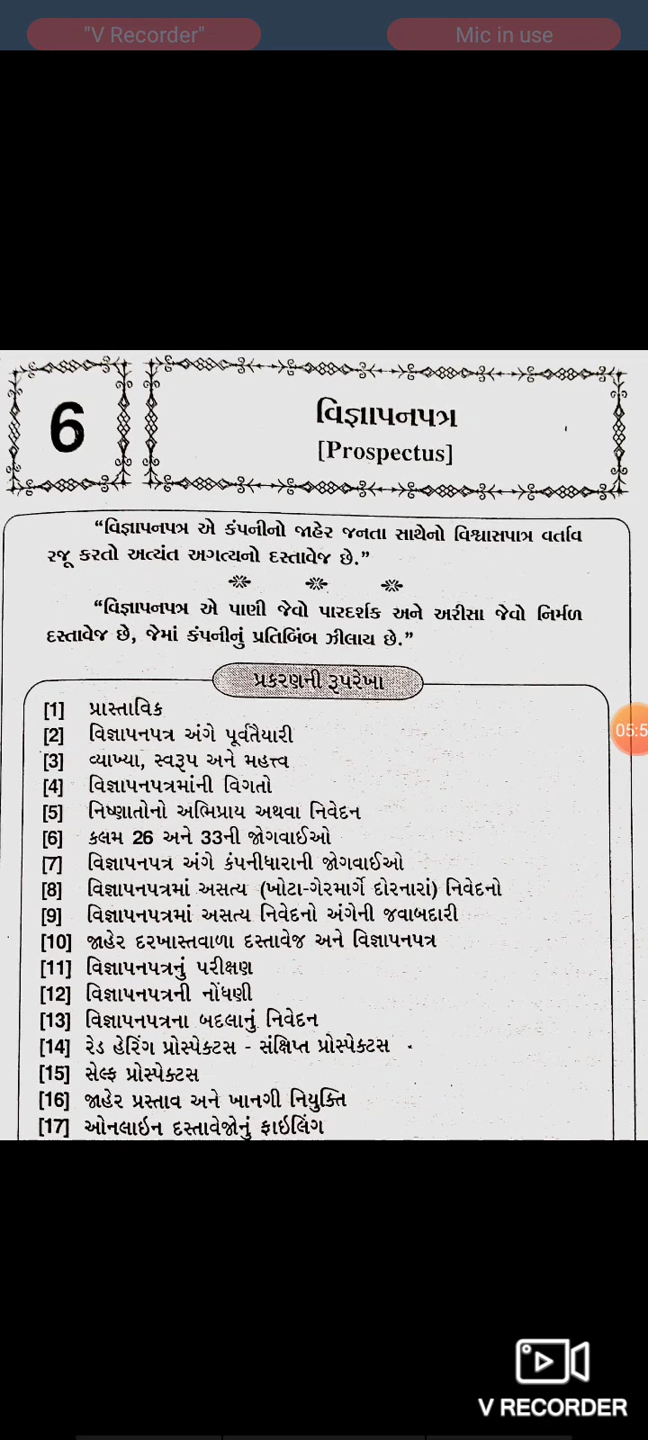 "V Recorder"
Mic in use
6
વિજ્ઞાપનપત્ર
[Prospectus]
“વિજ્ઞાપનપત્ર એ કંપનીનો જાહેર જનતા સાથેનો વિશ્વાસપાત્ર વર્તાવ
રજૂ કરતો અત્યંત અગત્યનો દસ્તાવેજ છે.”
“વિજ્ઞાપનપત્ર એ પાણી જેવો પારદર્શક અને અરીસા જેવો નિર્મળ
દસ્તાવેજ છે, જેમાં કંપનીનું પ્રતિબિંબ ઝીલાય છે.”
પ્રકરણની રૂપરેખા
[1] પ્રાસ્તાવિક
[2] વિજ્ઞાપનપત્ર અંગે પૂર્વતૈયારી
[3] વ્યાખ્યા, સ્વરૂપ અને મહત્ત્વ
[4] વિજ્ઞાપનપત્રમાંની વિગતો
[5] નિષ્ણાતોનો અભિપ્રાય અથવા નિવેદન
[6] કલમ 26 અને 33ની જોગવાઈઓ
[7] વિજ્ઞાપનપત્ર અંગે કંપનીધારાની જોગવાઈઓ
[8] વિજ્ઞાપનપત્રમાં અસત્ય (ખોટા-ગેરમાર્ગે દોરનારાં) નિવેદનો
[9] વિજ્ઞાપનપત્રમાં અસત્ય નિવેદનો અંગેની જવાબદારી
[10] જાહેર દરખાસ્તવાળા દસ્તાવેજ અને વિજ્ઞાપનપત્ર
[11] વિજ્ઞાપનપત્રનું પરીક્ષણ
[12] વિજ્ઞાપનપત્રની નોંધણી
[13] વિજ્ઞાપનપત્રના બદલાનું નિવેદન
[14] રેડ હેરિંગ પ્રોસ્પેક્ટસ - સંક્ષિપ્ત પ્રોસ્પેક્ટસ
[15] સેલ્ફ પ્રોસ્પેક્ટસ
[16] જાહેર પ્રસ્તાવ અને ખાનગી નિયુક્તિ
[17] ઓનલાઇન દસ્તાવેજોનું ફાઇલિંગ
05:5
V RECORDER